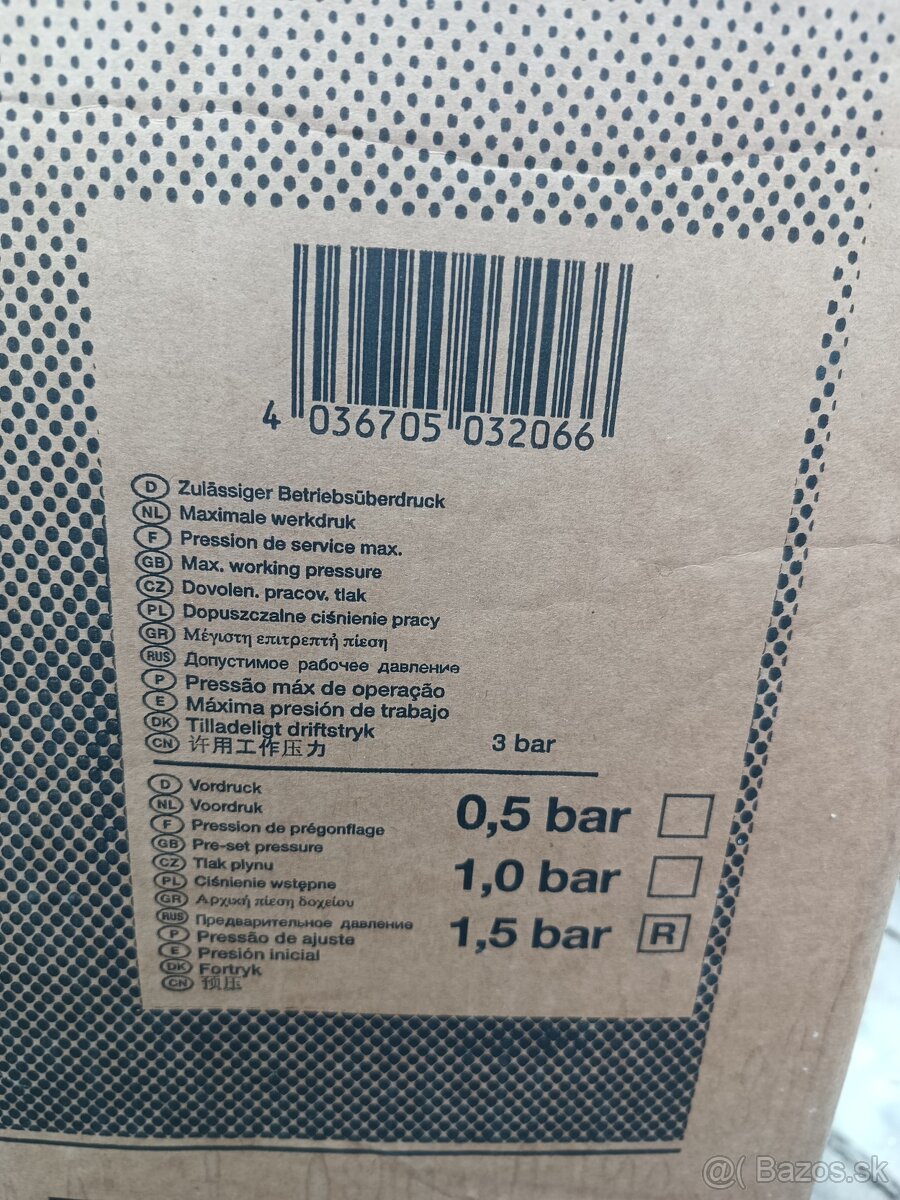 4 036705 032066
D Zulässiger Betriebsüberdruck
NL Maximale werkdruk
F Pression de service max.
GB Max. working pressure
CZ Dovolen. pracov. tlak
PL Dopuszczalne ciśnienie pracy
GR Μέγιστη επιτρεπτή πίεση
RUS Допустимое рабочее давление
P Pressão máx de operação
E Máxima presión de trabajo
DK Tilladeligt driftstryk
CN 许用工作压力 3 bar
D Vordruck
NL Voordruk
F Pression de prégonflage
GB Pre-set pressure
CZ Tlak plynu
PL Ciśnienie wstępne
GR Αρχική πίεση δοχείου
RUS Предварительное давление
P Pressão de ajuste
E Presión inicial
DK Fortryk
CN 预压
0,5 bar
1,0 bar
1,5 bar R
@( Bazos.sk